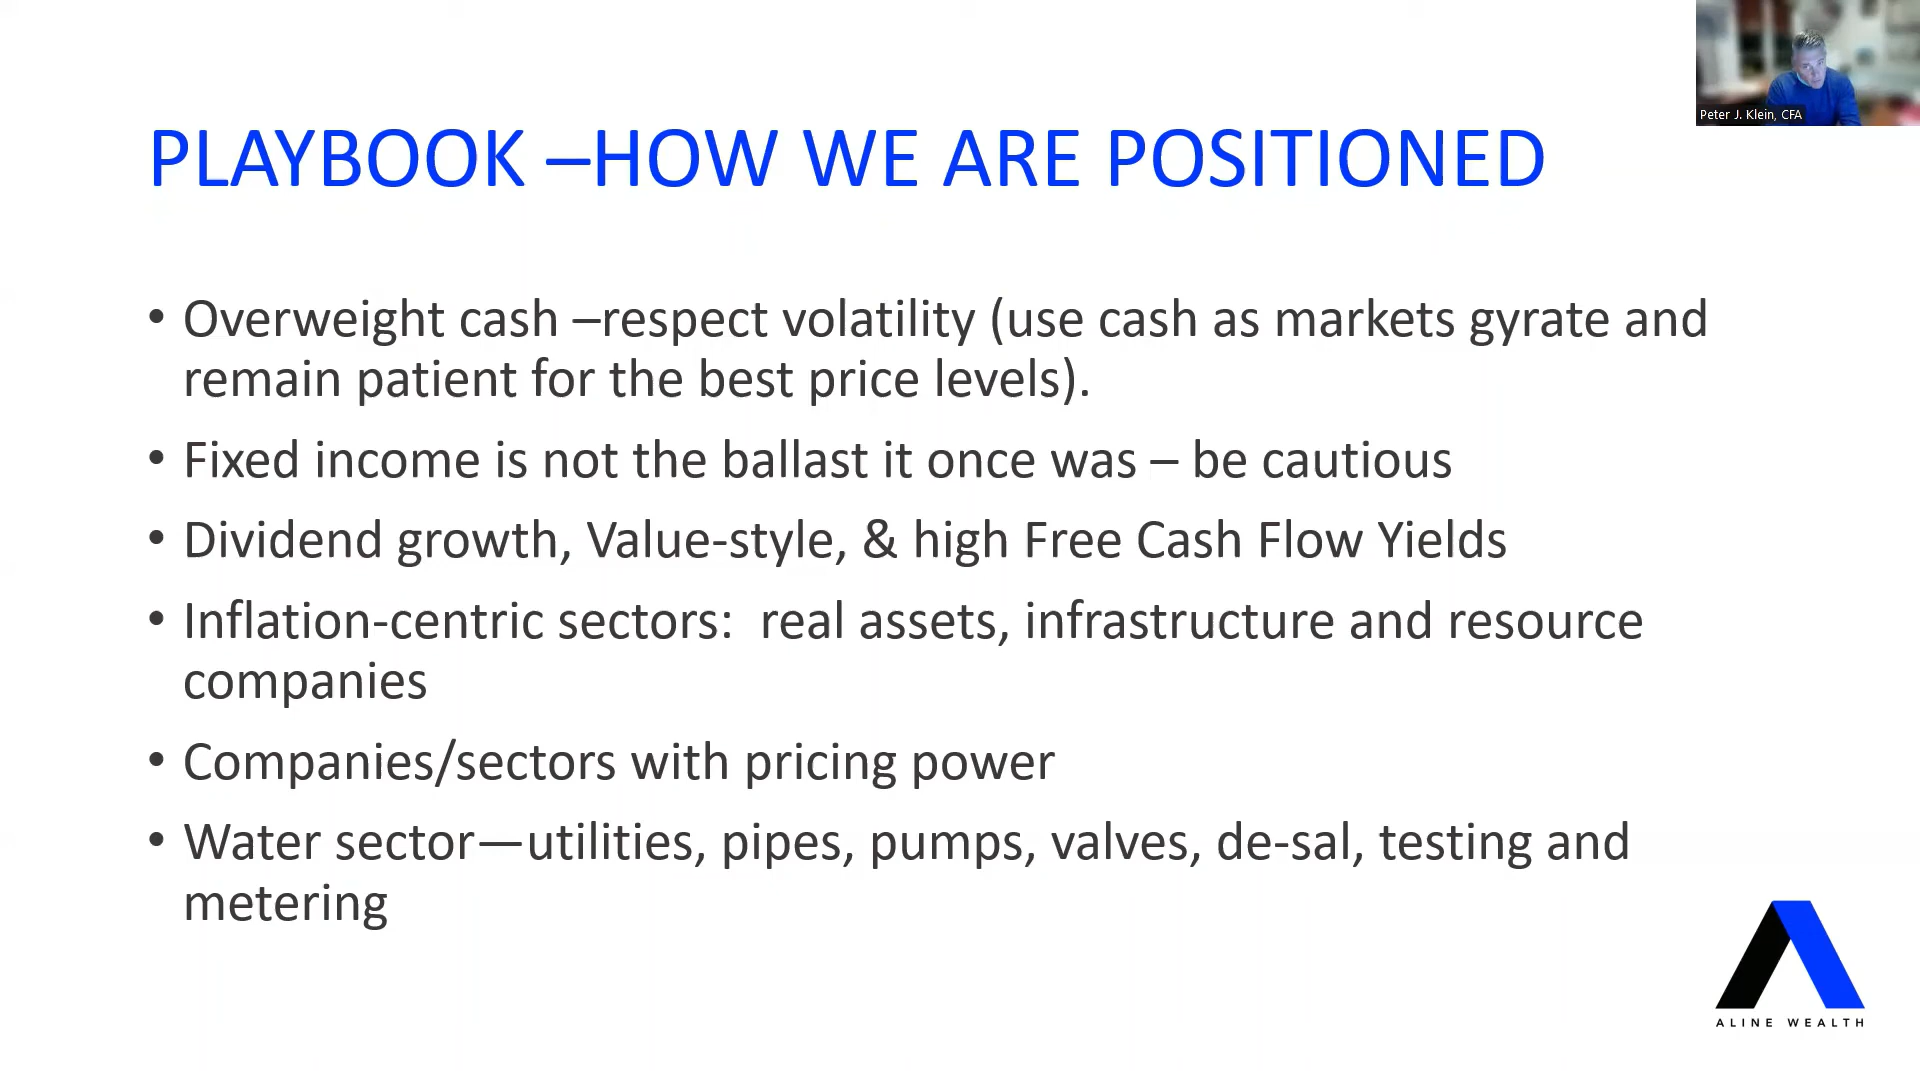 Peter J. Klein, CFA
PLAYBOOK –HOW WE ARE POSITIONED
• Overweight cash –respect volatility (use cash as markets gyrate and
remain patient for the best price levels).
• Fixed income is not the ballast it once was – be cautious
• Dividend growth, Value-style, & high Free Cash Flow Yields
• Inflation-centric sectors:  real assets, infrastructure and resource
companies
• Companies/sectors with pricing power
• Water sector—utilities, pipes, pumps, valves, de-sal, testing and
metering
ALINE WEALTH